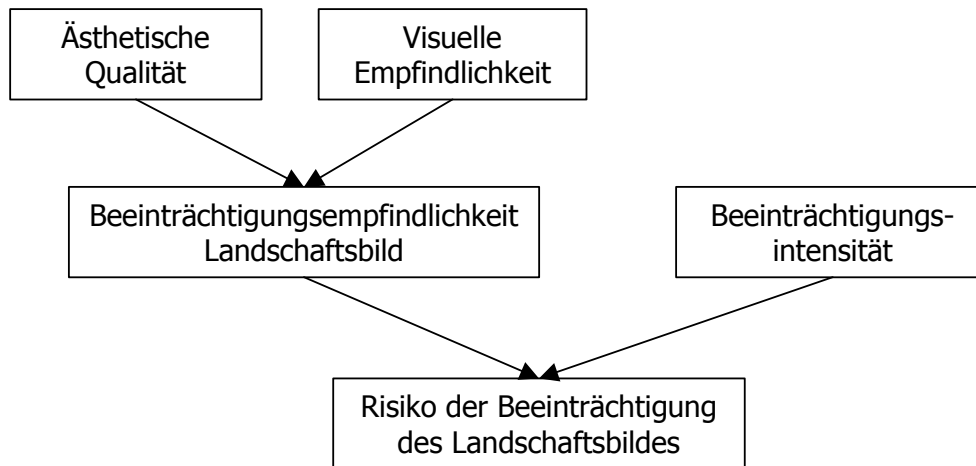 Ästhetische
Qualität
Visuelle
Empfindlichkeit
Beeinträchtigungsempfindlichkeit
Landschaftsbild
Beeinträchtigungs-
intensität
Risiko der Beeinträchtigung
des Landschaftsbildes